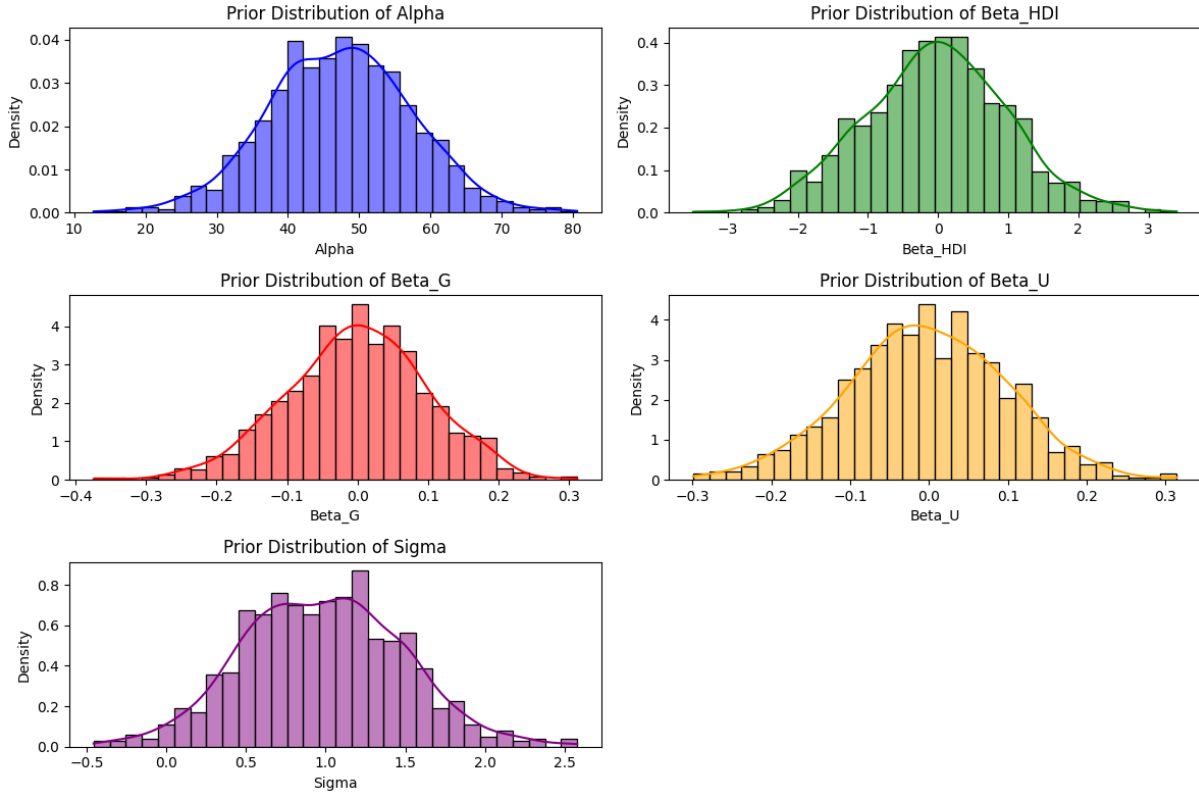 Prior Distribution of Alpha
Density
0.04
0.03
0.02
0.01
0.00
10 20 30 40 50 60 70 80
Alpha
Prior Distribution of Beta_HDI
Density
0.4
0.3
0.2
0.1
0.0
−3 −2 −1 0 1 2 3
Beta_HDI
Prior Distribution of Beta_G
Density
4
3
2
1
0
−0.4 −0.3 −0.2 −0.1 0.0 0.1 0.2 0.3
Beta_G
Prior Distribution of Beta_U
Density
4
3
2
1
0
−0.3 −0.2 −0.1 0.0 0.1 0.2 0.3
Beta_U
Prior Distribution of Sigma
Density
0.8
0.6
0.4
0.2
0.0
−0.5 0.0 0.5 1.0 1.5 2.0 2.5
Sigma